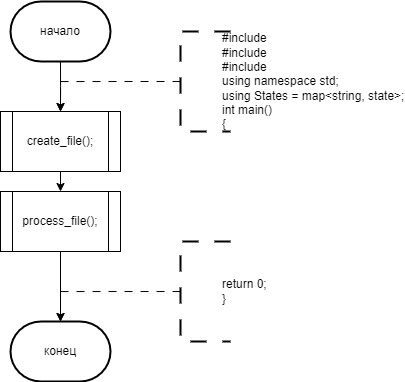 начало
#include
#include
#include
using namespace std;
using States = map<string, state>;
int main()
{
create_file();
process_file();
return 0;
}
конец